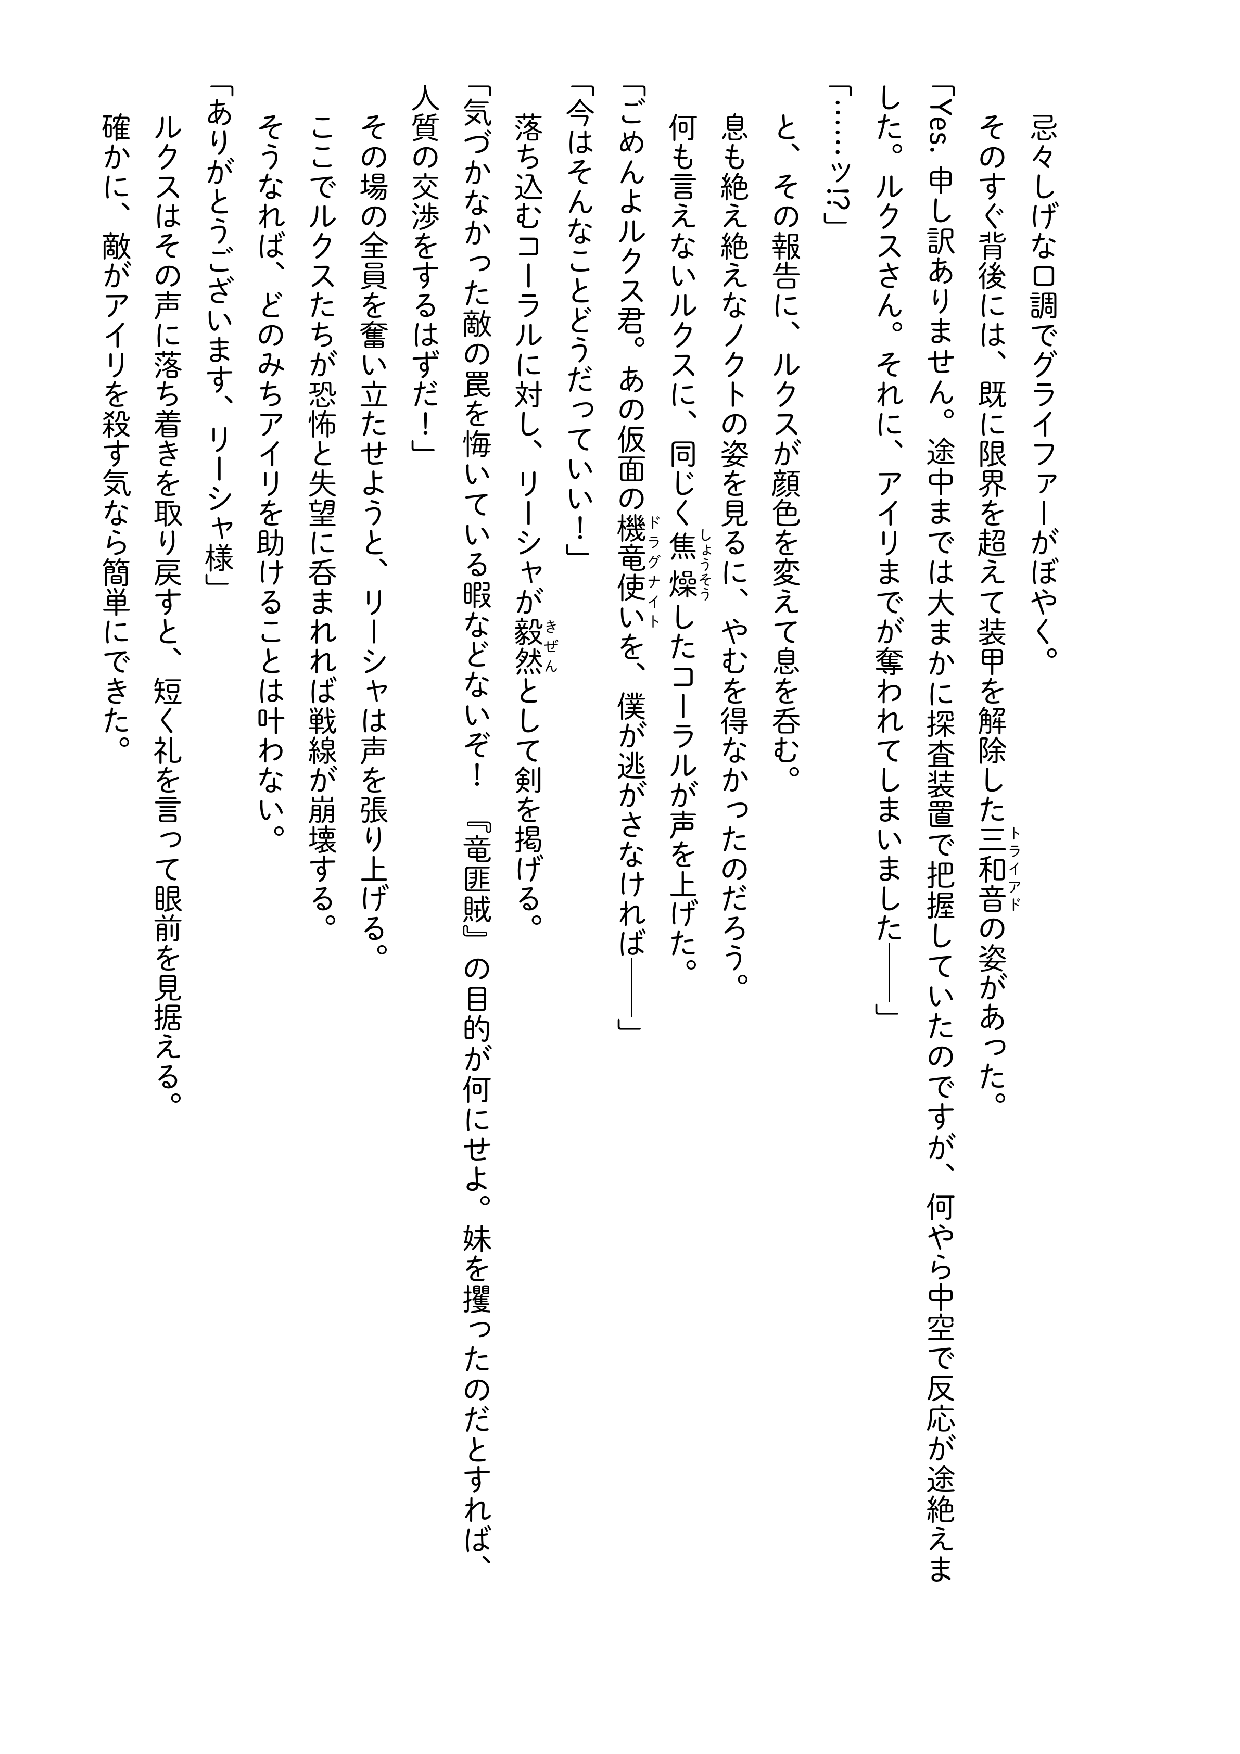 忌々しげな口調でグライファーがぼやく。
そのすぐ背後には、既に限界を超えて装甲を解除した三和音の姿があった。
「Yes. 申し訳ありません。途中までは大まかに探査装置で把握していたのですが、何やら中空で反応が途絶えま
した。ルクスさん。それに、アイリまでが奪われてしまいました――」
「……ッ!?」
と、その報告に、ルクスが顔色を変えて息を呑む。
息も絶え絶えなノクトの姿を見るに、やむを得なかったのだろう。
何も言えないルクスに、同じく焦燥したコーラルが声を上げた。
「ごめんよルクス君。あの仮面の機竜使いを、僕が逃がさなければ――」
「今はそんなことどうだっていい！」
落ち込むコーラルに対し、リーシャが毅然として剣を掲げる。
「気づかなかった敵の罠を悔いている暇などないぞ！　『竜匪賊』の目的が何にせよ。妹を攫ったのだとすれば、
人質の交渉をするはずだ！」
その場の全員を奮い立たせようと、リーシャは声を張り上げる。
ここでルクスたちが恐怖と失望に呑まれれば戦線が崩壊する。
そうなれば、どのみちアイリを助けることは叶わない。
「ありがとうございます、リーシャ様」
ルクスはその声に落ち着きを取り戻すと、短く礼を言って眼前を見据える。
確かに、敵がアイリを殺す気なら簡単にできた。